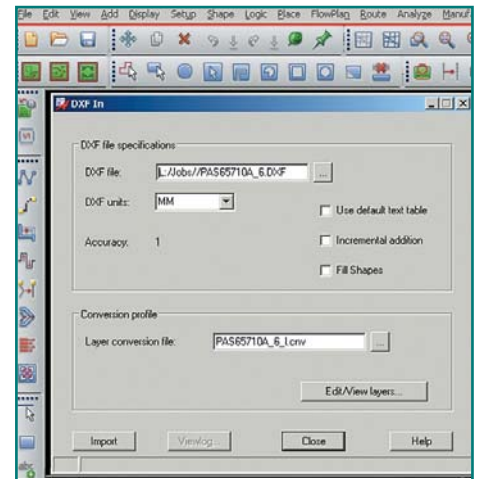 File Edit View Add Display Setup Shape Logic Place FlowPlan Route Analyze Manuf
DXF In
DXF file specifications
DXF file: L:/Jobs//PAS65710A_6.DXF ...
DXF units: MM
Use default text table
Accuracy: 1
Incremental addition
Fill Shapes
Conversion profile
Layer conversion file: PAS65710A_6_l.cnv ...
Edit/View layers...
Import Viewlog... Close Help
abc